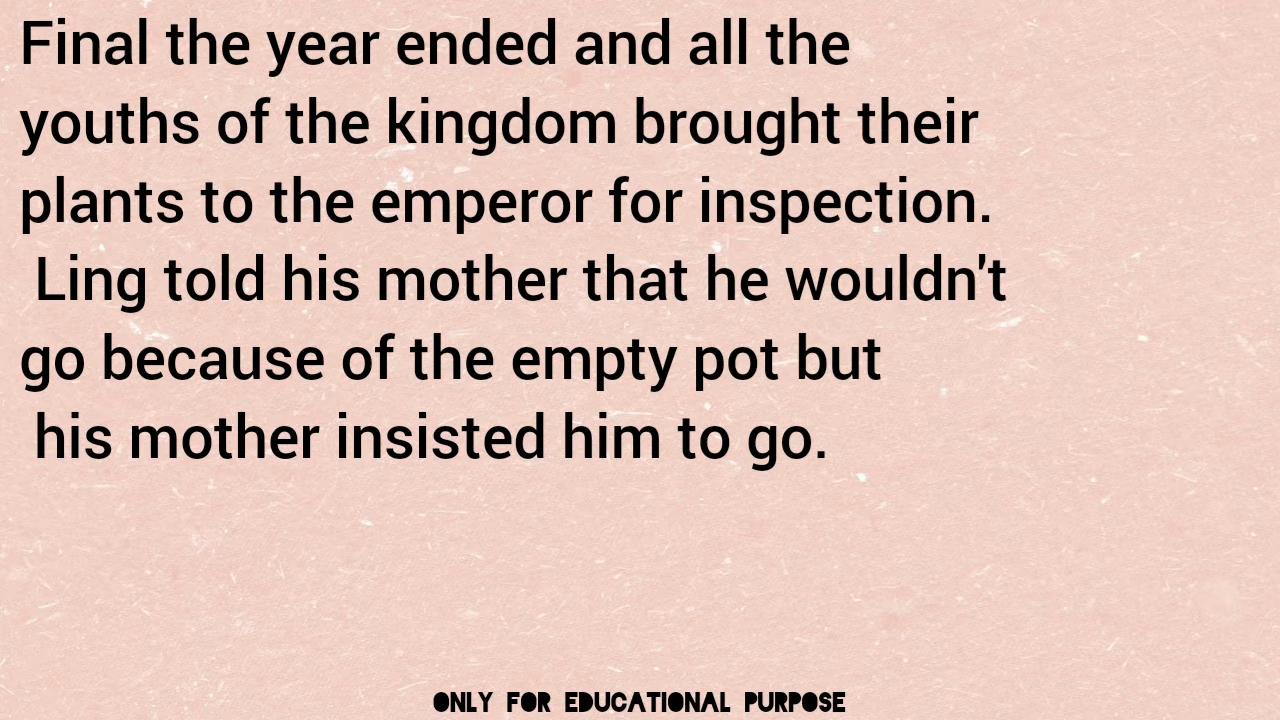 Final the year ended and all the
youths of the kingdom brought their
plants to the emperor for inspection.
Ling told his mother that he wouldn't
go because of the empty pot but
his mother insisted him to go.
ONLY FOR EDUCATIONAL PURPOSE